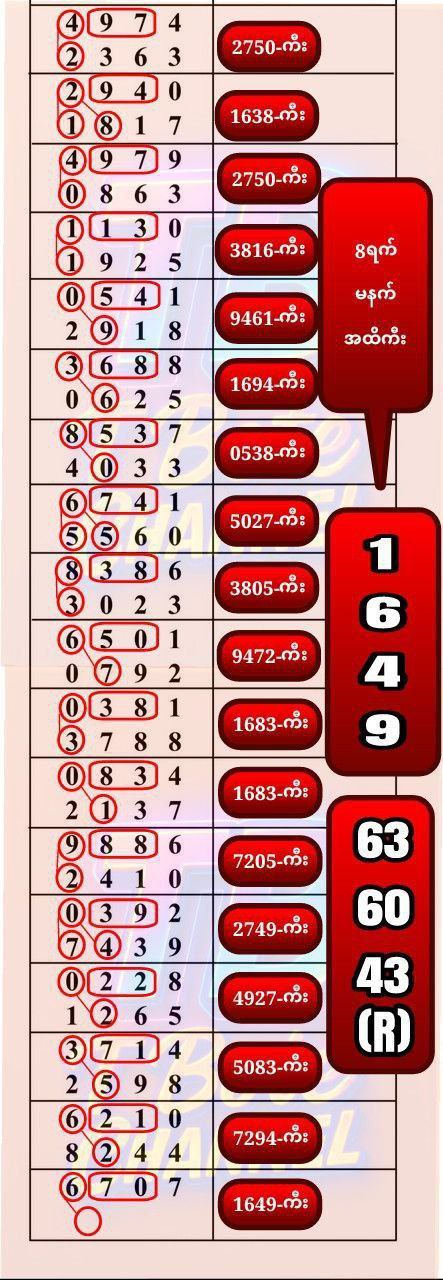 4 9 7 4
2 3 6 3
2750-ကီး
2 9 4 0
1 8 1 7
1638-ကီး
4 9 7 9
0 8 6 3
2750-ကီး
1 1 3 0
1 9 2 5
3816-ကီး
0 5 4 1
2 9 1 8
9461-ကီး
3 6 8 8
0 6 2 5
1694-ကီး
8 5 3 7
4 0 3 3
0538-ကီး
6 7 4 1
5 5 6 0
5027-ကီး
8 3 8 6
3 0 2 3
3805-ကီး
6 5 0 1
0 7 9 2
9472-ကီး
0 3 8 1
3 7 8 8
1683-ကီး
0 8 3 4
2 1 3 7
1683-ကီး
9 8 8 6
2 4 1 0
7205-ကီး
0 3 9 2
7 4 3 9
2749-ကီး
0 2 2 8
1 2 6 5
4927-ကီး
3 7 1 4
2 5 9 8
5083-ကီး
6 2 1 0
8 2 4 4
7294-ကီး
6 7 0 7
1649-ကီး
8ရက်
မနက်
အထိကီး
1
6
4
9
63
60
43
(R)
CHANNEL
CHANNEL